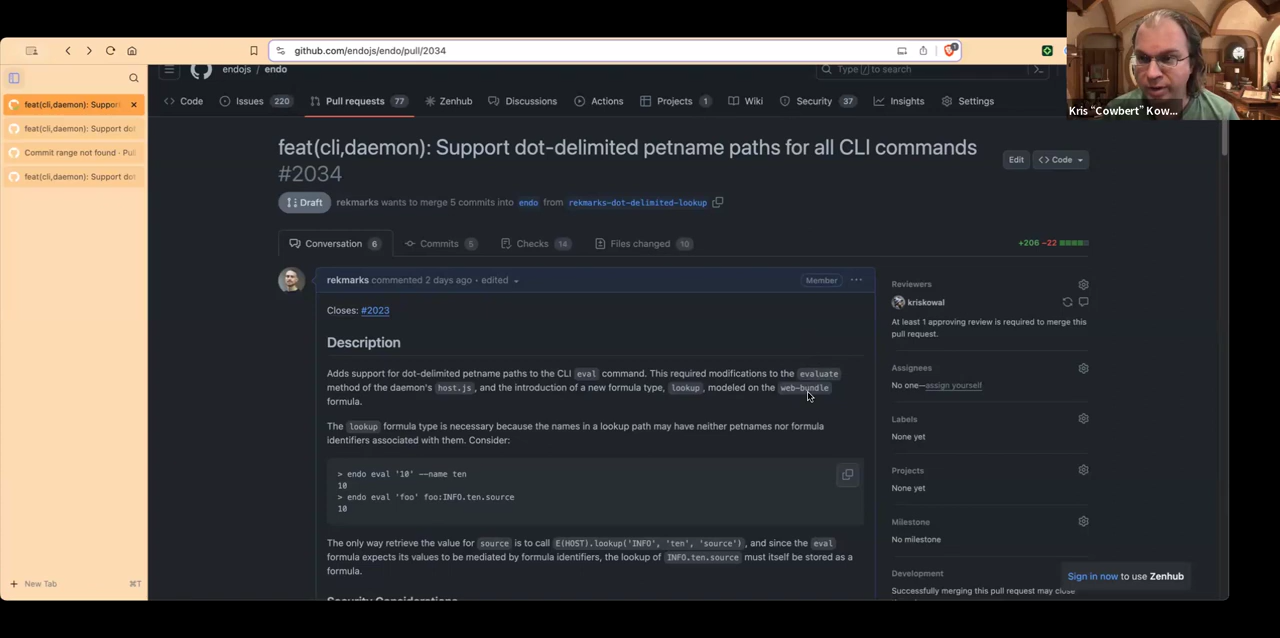 github.com/endojs/endo/pull/2034
Kris "Cowbert" Kow...
feat(cli,daemon): Support
feat(cli,daemon): Support dot
Commit range not found · Pul
feat(cli,daemon): Support dot
New Tab
⌘T
endojs / endo
Type / to search
Code
Issues 220
Pull requests 77
Zenhub
Discussions
Actions
Projects 1
Wiki
Security 37
Insights
Settings
feat(cli,daemon): Support dot-delimited petname paths for all CLI commands
#2034
Edit
<> Code
Draft
rekmarks wants to merge 5 commits into endo from rekmarks-dot-delimited-lookup
Conversation 6
Commits 5
Checks 14
Files changed 10
+206 −22
rekmarks commented 2 days ago · edited
Member
Closes: #2023
Description
Adds support for dot-delimited petname paths to the CLI eval command. This required modifications to the evaluate
method of the daemon's host.js, and the introduction of a new formula type, lookup, modeled on the web-bundle
formula.
The lookup formula type is necessary because the names in a lookup path may have neither petnames nor formula
identifiers associated with them. Consider:
> endo eval '10' --name ten
10
> endo eval 'foo' foo:INFO.ten.source
10
The only way retrieve the value for source is to call E(HOST).lookup('INFO', 'ten', 'source'), and since the eval
formula expects its values to be mediated by formula identifiers, the lookup of INFO.ten.source must itself be stored as a
formula.
Security Considerations
Reviewers
kriskowal
At least 1 approving review is required to merge this
pull request.
Assignees
No one—assign yourself
Labels
None yet
Projects
None yet
Milestone
No milestone
Development
Successfully merging this pull request may close
Sign in now to use Zenhub